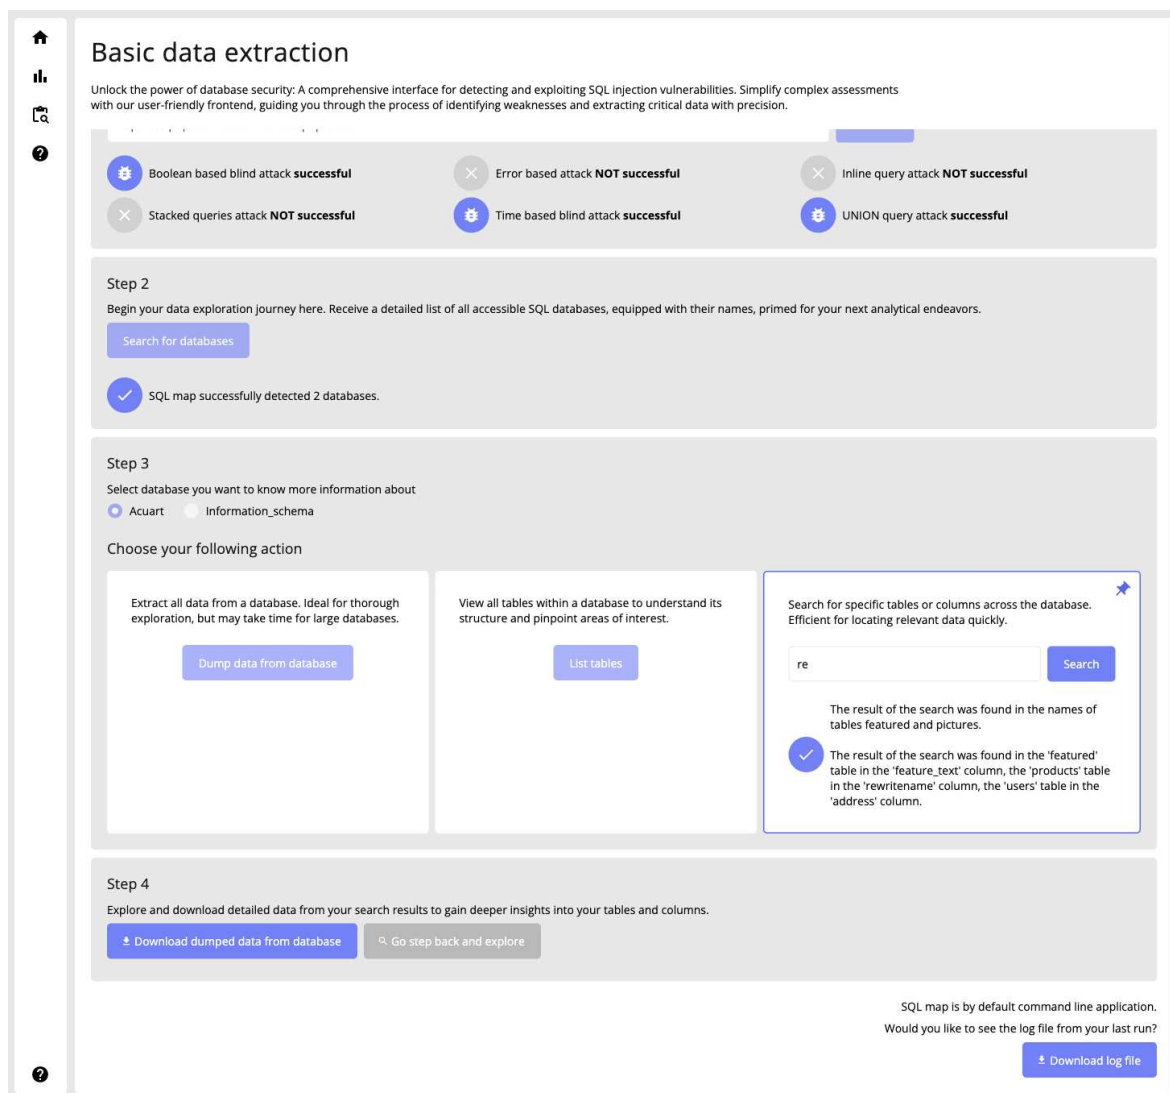 Basic data extraction
Unlock the power of database security: A comprehensive interface for detecting and exploiting SQL injection vulnerabilities. Simplify complex assessments
with our user-friendly frontend, guiding you through the process of identifying weaknesses and extracting critical data with precision.
Boolean based blind attack successful
Error based attack NOT successful
Inline query attack NOT successful
Stacked queries attack NOT successful
Time based blind attack successful
UNION query attack successful
Step 2
Begin your data exploration journey here. Receive a detailed list of all accessible SQL databases, equipped with their names, primed for your next analytical endeavors.
Search for databases
SQL map successfully detected 2 databases.
Step 3
Select database you want to know more information about
Acuart
Information_schema
Choose your following action
Extract all data from a database. Ideal for thorough
exploration, but may take time for large databases.
Dump data from database
View all tables within a database to understand its
structure and pinpoint areas of interest.
List tables
Search for specific tables or columns across the database.
Efficient for locating relevant data quickly.
re
Search
The result of the search was found in the names of
tables featured and pictures.
The result of the search was found in the 'featured'
table in the 'feature_text' column, the 'products' table
in the 'rewritename' column, the 'users' table in the
'address' column.
Step 4
Explore and download detailed data from your search results to gain deeper insights into your tables and columns.
Download dumped data from database
Go step back and explore
SQL map is by default command line application.
Would you like to see the log file from your last run?
Download log file